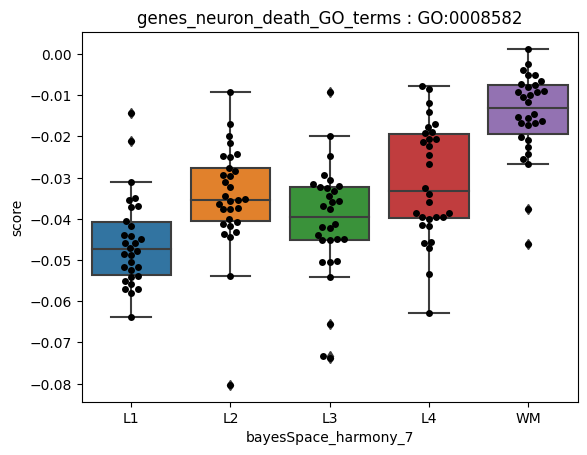 genes_neuron_death_GO_terms : GO:0008582
0.00
−0.01
−0.02
−0.03
−0.04
−0.05
−0.06
−0.07
−0.08
score
L1 L2 L3 L4 WM
bayesSpace_harmony_7